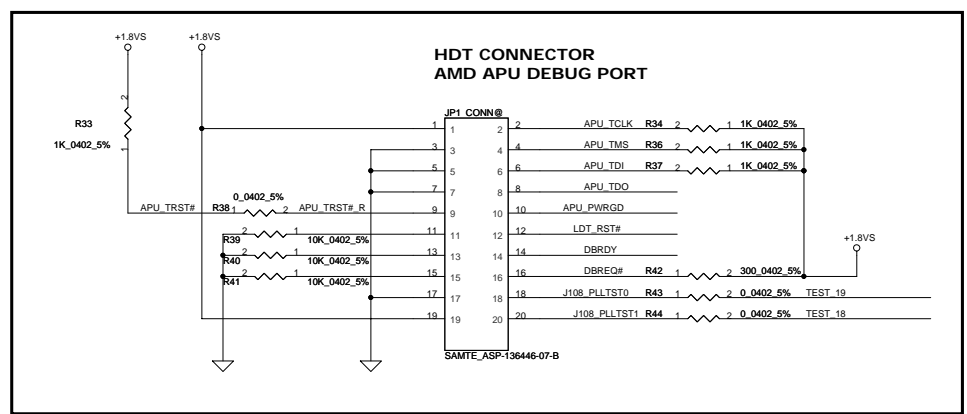 +1.8VS
+1.8VS
HDT CONNECTOR
AMD APU DEBUG PORT
R33
1K_0402_5%
2
1
JP1 CONN@
1 1 2 2 APU_TCLK R34 2 1 1K_0402_5%
3 3 4 4 APU_TMS R36 2 1 1K_0402_5%
5 5 6 6 APU_TDI R37 2 1 1K_0402_5%
7 7 8 8 APU_TDO
0_0402_5%
APU_TRST# R38 1 2 APU_TRST#_R 9 9 10 10 APU_PWRGD
R39 2 1 10K_0402_5% 11 11 12 12 LDT_RST#
R40 2 1 10K_0402_5% 13 13 14 14 DBRDY
R41 2 1 10K_0402_5% 15 15 16 16 DBREQ# R42 1 2 300_0402_5%
+1.8VS
17 17 18 18 J108_PLLTST0 R43 1 2 0_0402_5% TEST_19
19 19 20 20 J108_PLLTST1 R44 1 2 0_0402_5% TEST_18
SAMTE_ASP-136446-07-B